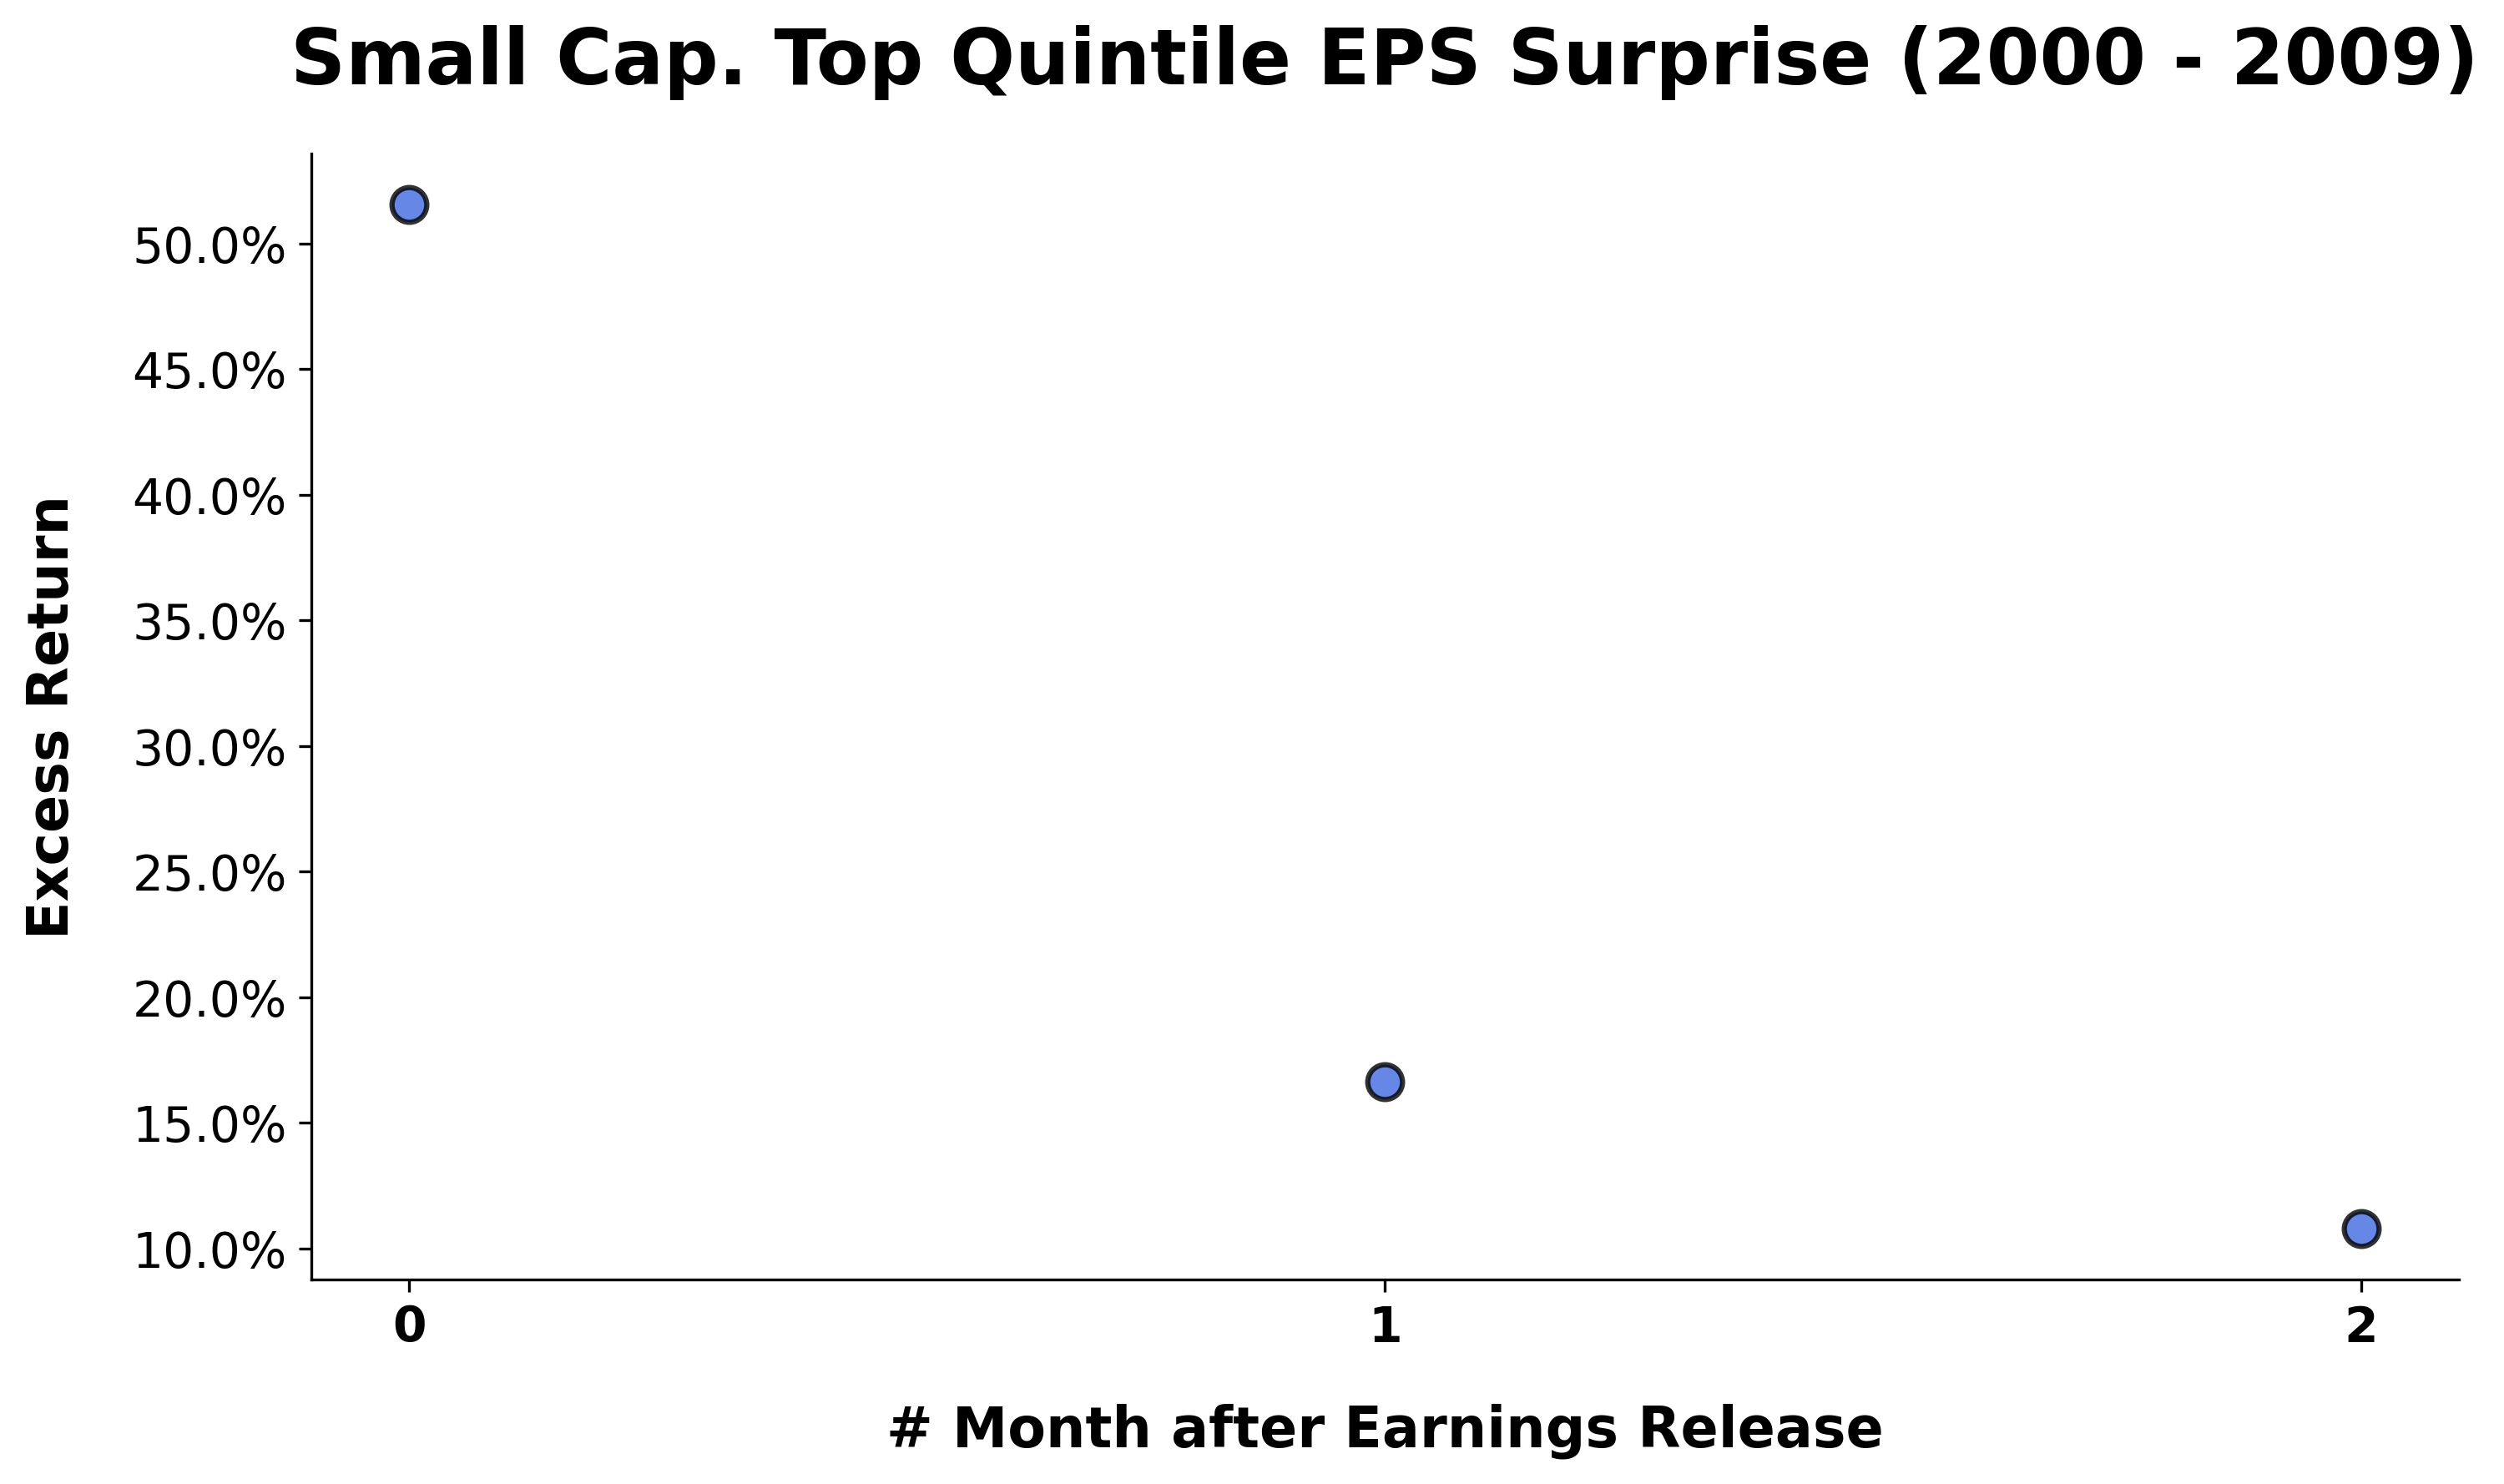 Small Cap. Top Quintile EPS Surprise (2000 - 2009)
Excess Return
50.0%
45.0%
40.0%
35.0%
30.0%
25.0%
20.0%
15.0%
10.0%
0 1 2
# Month after Earnings Release